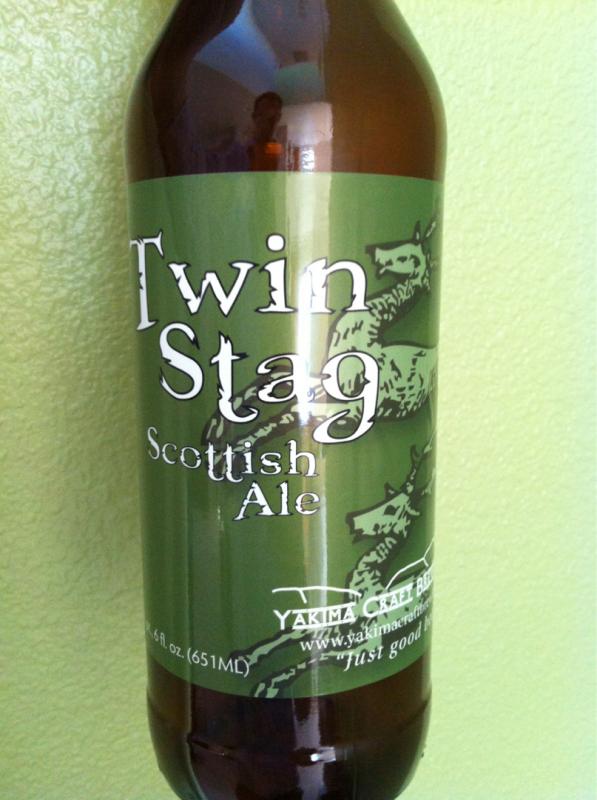 Twin
Stag
Scottish
Ale
YAKIMA CRAFT
www.yakimacraft
6 fl. oz. (651ML)
"Just good